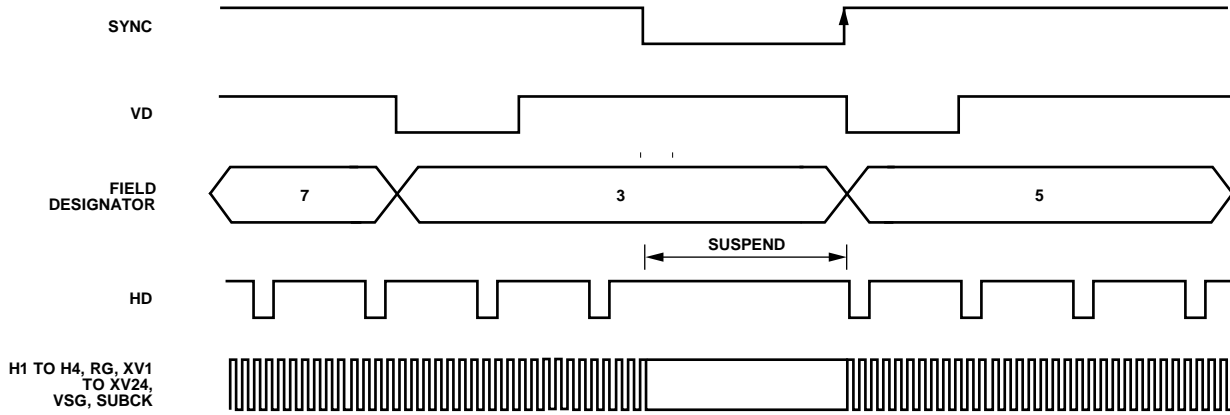 SYNC
VD
FIELD
DESIGNATOR
7
3
5
SUSPEND
HD
H1 TO H4, RG, XV1
TO XV24,
VSG, SUBCK